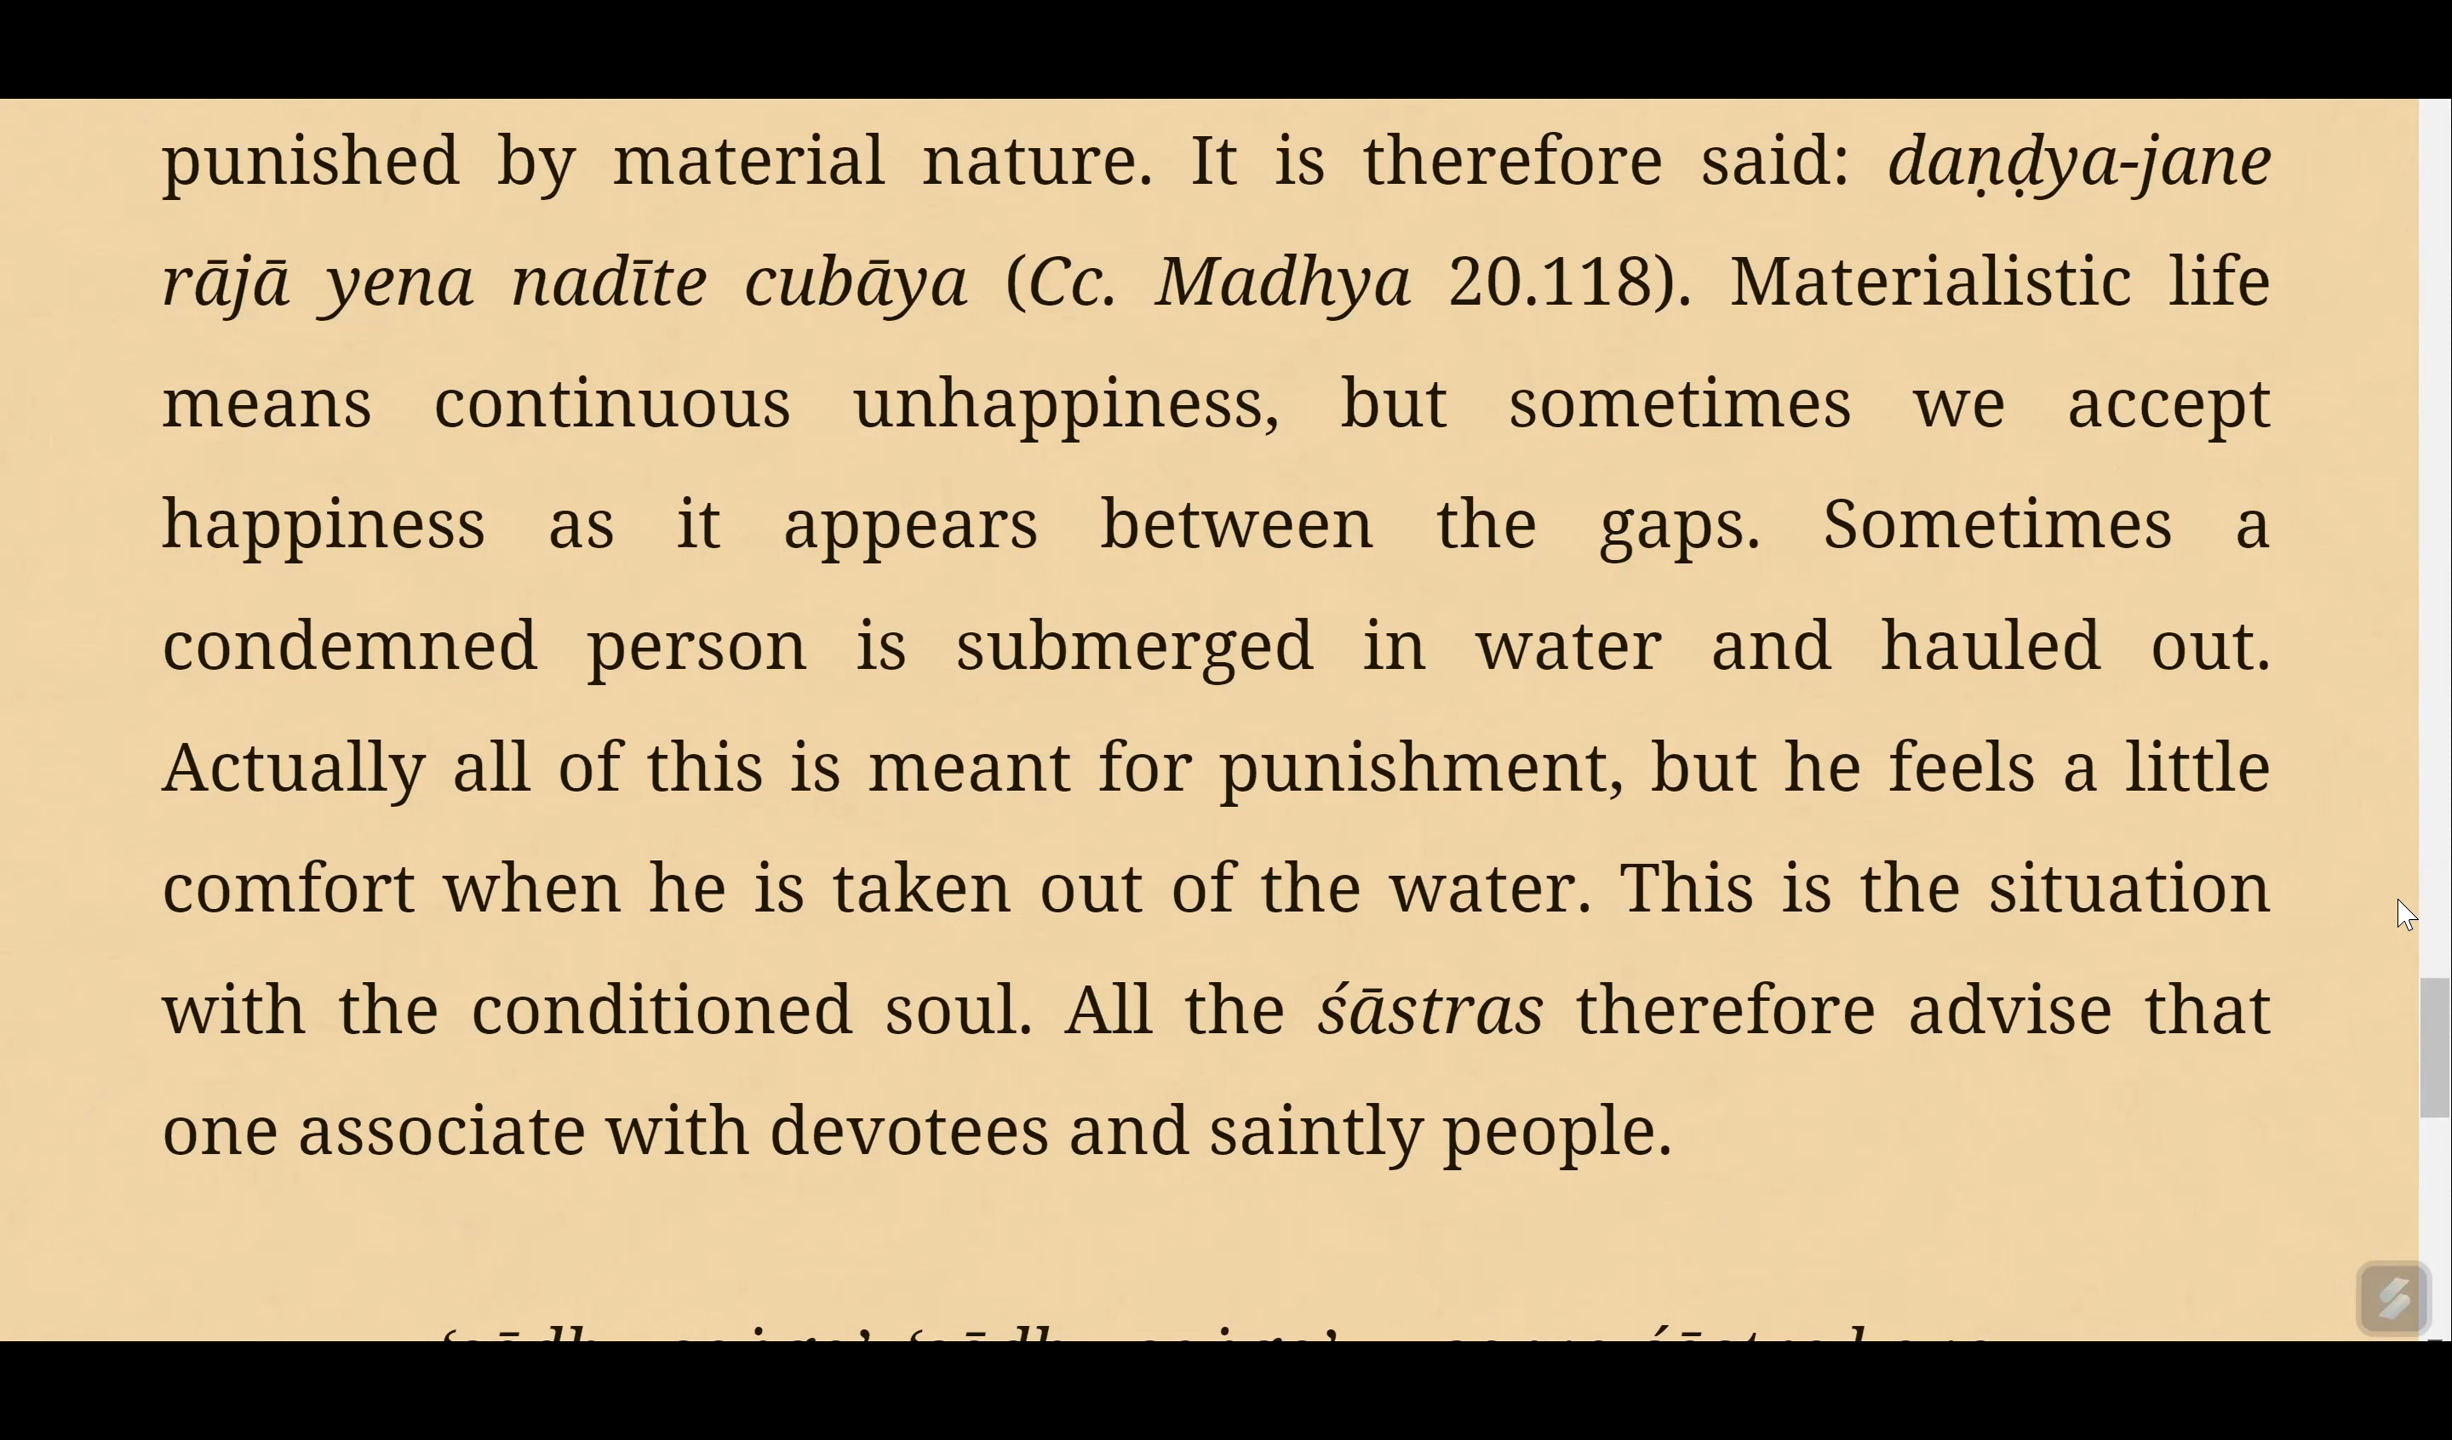 punished by material nature. It is therefore said: daṇḍya-jane
rājā yena nadīte cubāya (Cc. Madhya 20.118). Materialistic life
means continuous unhappiness, but sometimes we accept
happiness as it appears between the gaps. Sometimes a
condemned person is submerged in water and hauled out.
Actually all of this is meant for punishment, but he feels a little
comfort when he is taken out of the water. This is the situation
with the conditioned soul. All the śāstras therefore advise that
one associate with devotees and saintly people.